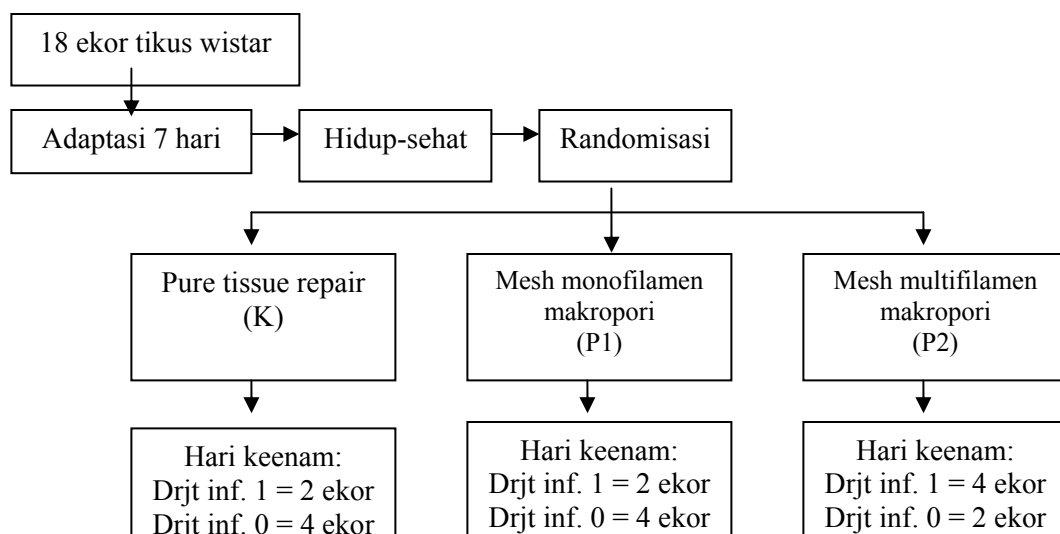 18 ekor tikus wistar
Adaptasi 7 hari
Hidup-sehat
Randomisasi
Pure tissue repair
(K)
Mesh monofilamen
makropori
(P1)
Mesh multifilamen
makropori
(P2)
Hari keenam:
Drjt inf. 1 = 2 ekor
Drjt inf. 0 = 4 ekor
Hari keenam:
Drjt inf. 1 = 2 ekor
Drjt inf. 0 = 4 ekor
Hari keenam:
Drjt inf. 1 = 4 ekor
Drjt inf. 0 = 2 ekor